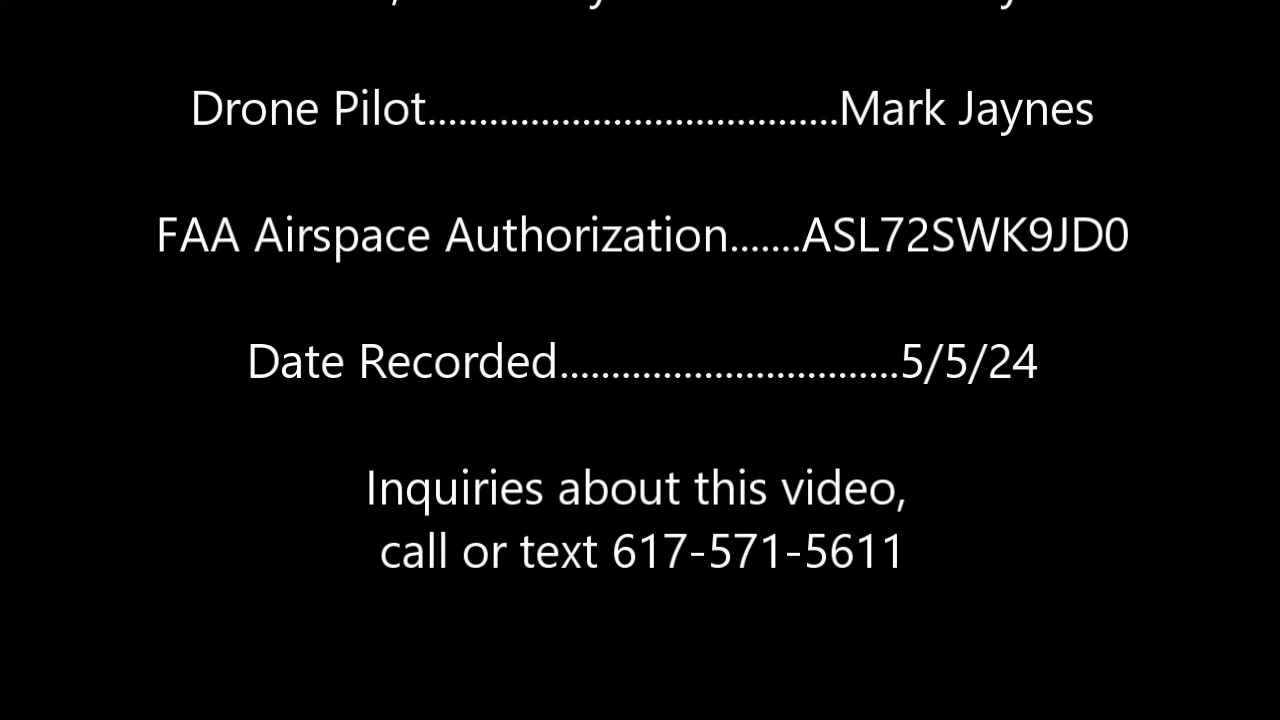 Drone Pilot........................................Mark Jaynes
FAA Airspace Authorization.......ASL72SWK9JD0
Date Recorded.................................5/5/24
Inquiries about this video,
call or text 617-571-5611